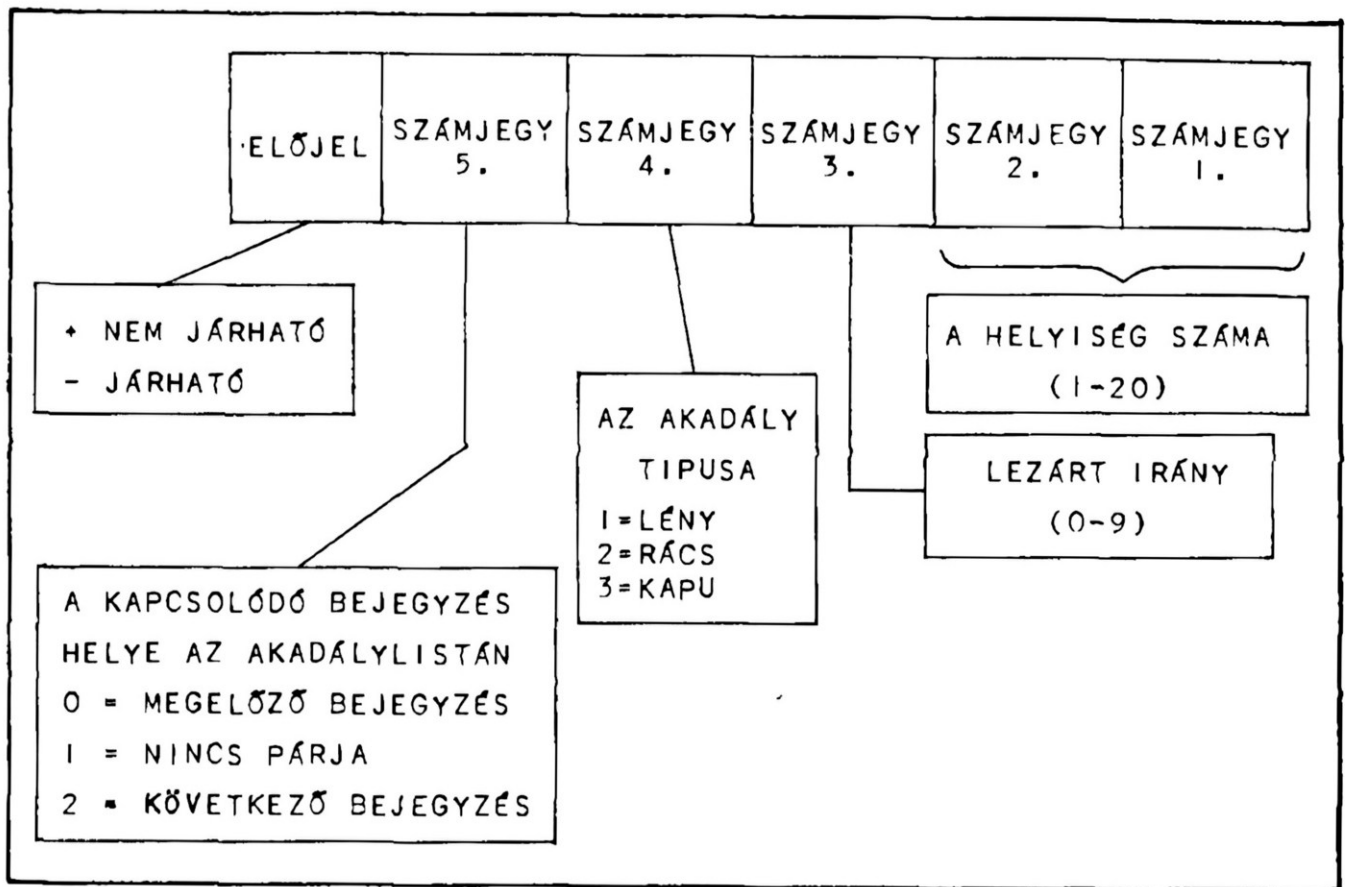 ELŐJEL
SZÁMJEGY
5.
SZÁMJEGY
4.
SZÁMJEGY
3.
SZÁMJEGY
2.
SZÁMJEGY
1.
+ NEM JÁRHATÓ
- JÁRHATÓ
A KAPCSOLÓDÓ BEJEGYZÉS
HELYE AZ AKADÁLYLISTÁN
0 = MEGELŐZŐ BEJEGYZÉS
1 = NINCS PÁRJA
2 = KÖVETKEZŐ BEJEGYZÉS
AZ AKADÁLY
TIPUSA
1=LÉNY
2=RÁCS
3=KAPU
A HELYISÉG SZÁMA
(1-20)
LEZÁRT IRÁNY
(0-9)